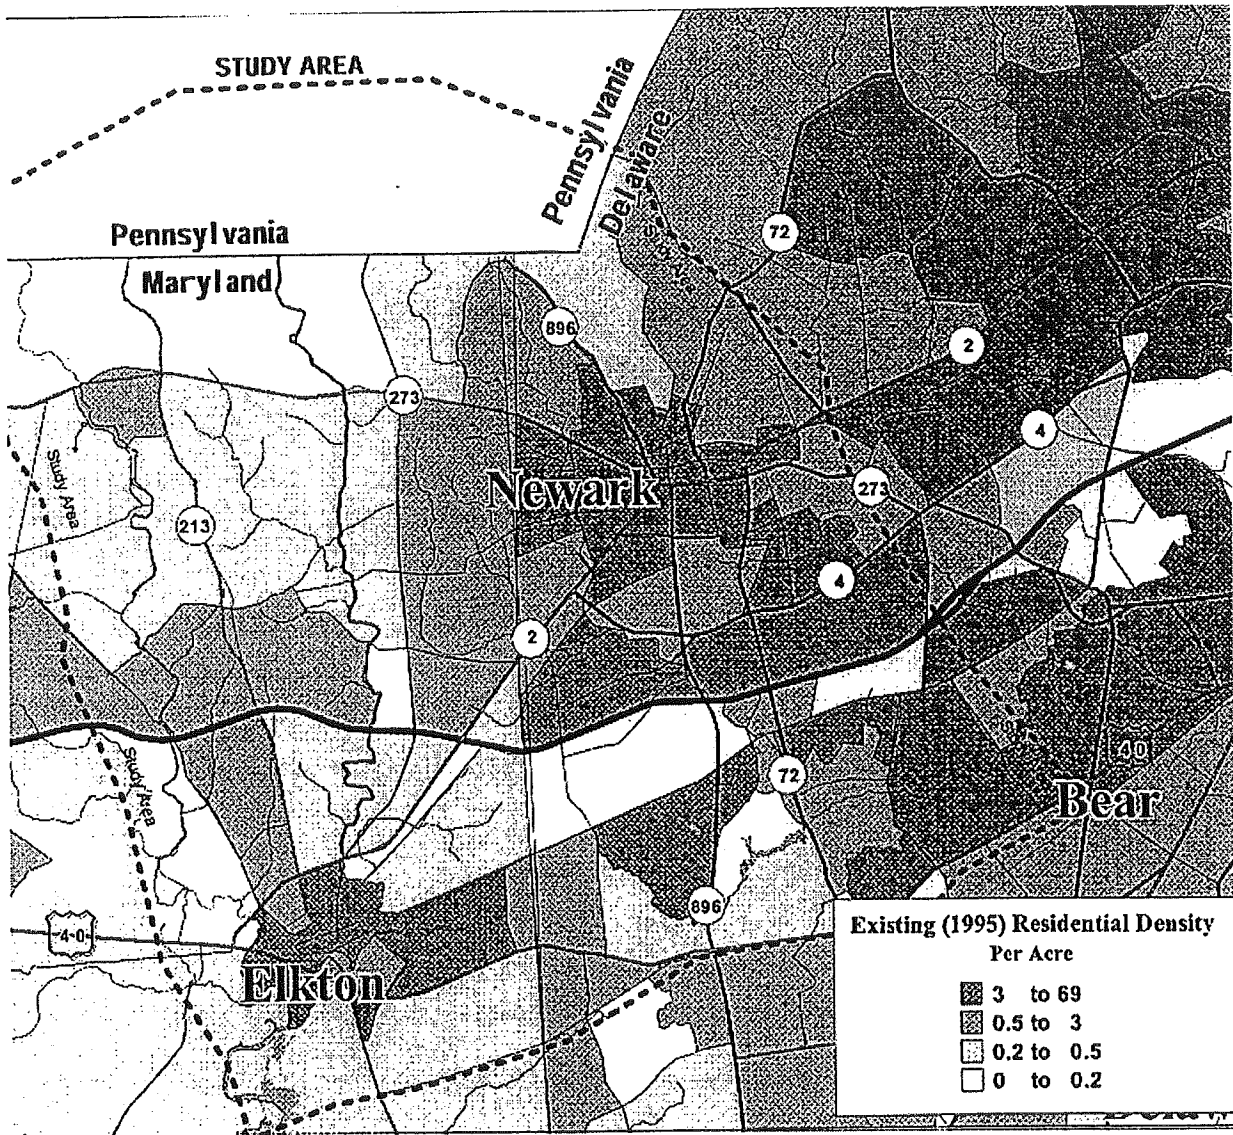 STUDY AREA
Pennsylvania
Delaware
Pennsylvania
Maryland
72
896
2
273
4
Study Area
Newark
273
213
4
2
Study Area
72
40
Bear
896
40
Elkton
Existing (1995) Residential Density
Per Acre
3 to 69
0.5 to 3
0.2 to 0.5
0 to 0.2